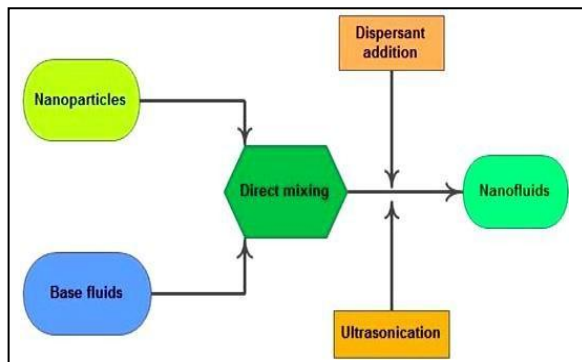 Dispersant
addition
Nanoparticles
Direct mixing
Nanofluids
Base fluids
Ultrasonication